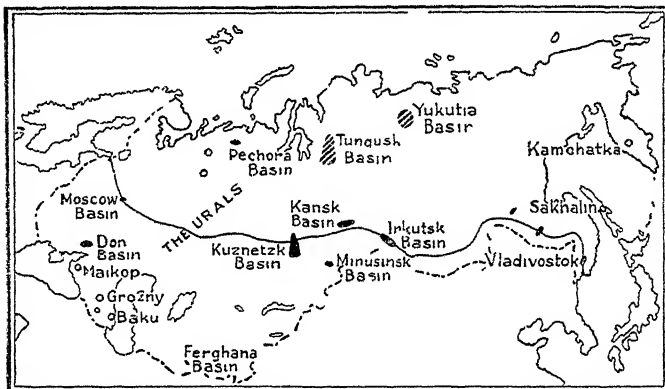 Yukutia
Basin
Tungush
Basin
Pechora
Basin
Kamchatka
Moscow
Basin
THE URALS
Kansk
Basin
Sakhalin
Irkutsk
Basin
Don
Basin
Kuznetzk
Basin
Minusinsk
Basin
Vladivostok
Maikop
Grozny
Baku
Ferghana
Basin